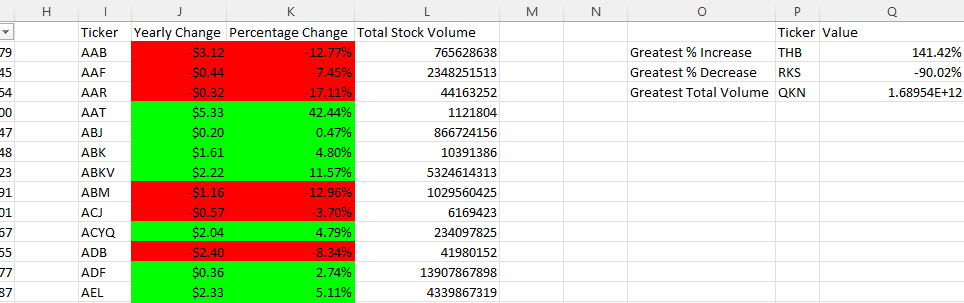 H I J K L M N O P Q
Ticker Yearly Change Percentage Change Total Stock Volume Ticker Value
79 AAB -$3.12 -12.77% 765628638 Greatest % Increase THB 141.42%
45 AAF -$0.44 -7.45% 2348251513 Greatest % Decrease RKS -90.02%
54 AAR -$0.32 -17.11% 44163252 Greatest Total Volume QKN 1.68954E+12
00 AAT $5.33 42.44% 1121804
47 ABJ $0.20 0.47% 866724156
48 ABK $1.61 4.80% 10391386
23 ABKV $2.22 11.57% 5324614313
91 ABM -$1.16 -12.96% 1029560425
01 ACJ -$0.57 -3.70% 6169423
67 ACYQ $2.04 4.79% 234097825
55 ADB -$2.40 -8.34% 41980152
77 ADF $0.36 2.74% 13907867898
87 AEL $2.33 5.11% 4339867319